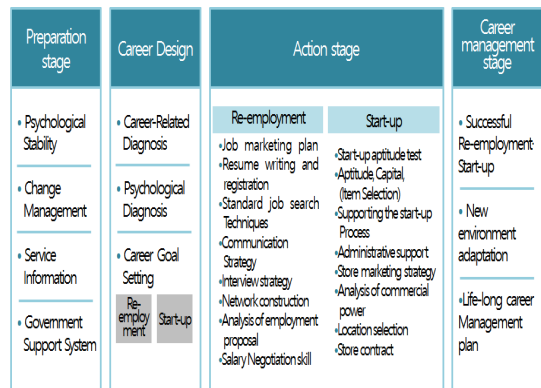 Preparation
stage
• Psychological
Stability
• Change
Management
• Service
Information
• Government
Support System
Career Design
• Career-Related
Diagnosis
• Psychological
Diagnosis
• Career Goal
Setting
Re-
employ
ment
Start-up
Action stage
Re-employment
•Job marketing plan
•Resume writing and
registration
•Standard job search
Techniques
•Communication
Strategy
•Interview strategy
•Network construction
•Analysis of employment
proposal
•Salary Negotiation skill
Start-up
•Start-up aptitude test
•Aptitude, Capital,
(Item Selection)
•Supporting the start-up
Process
•Administrative support
•Store marketing strategy
•Analysis of commercial
power
•Location selection
•Store contract
Career
management
stage
• Successful
Re-employment·
Start-up
• New
environment
adaptation
•Life-long career
Management
plan